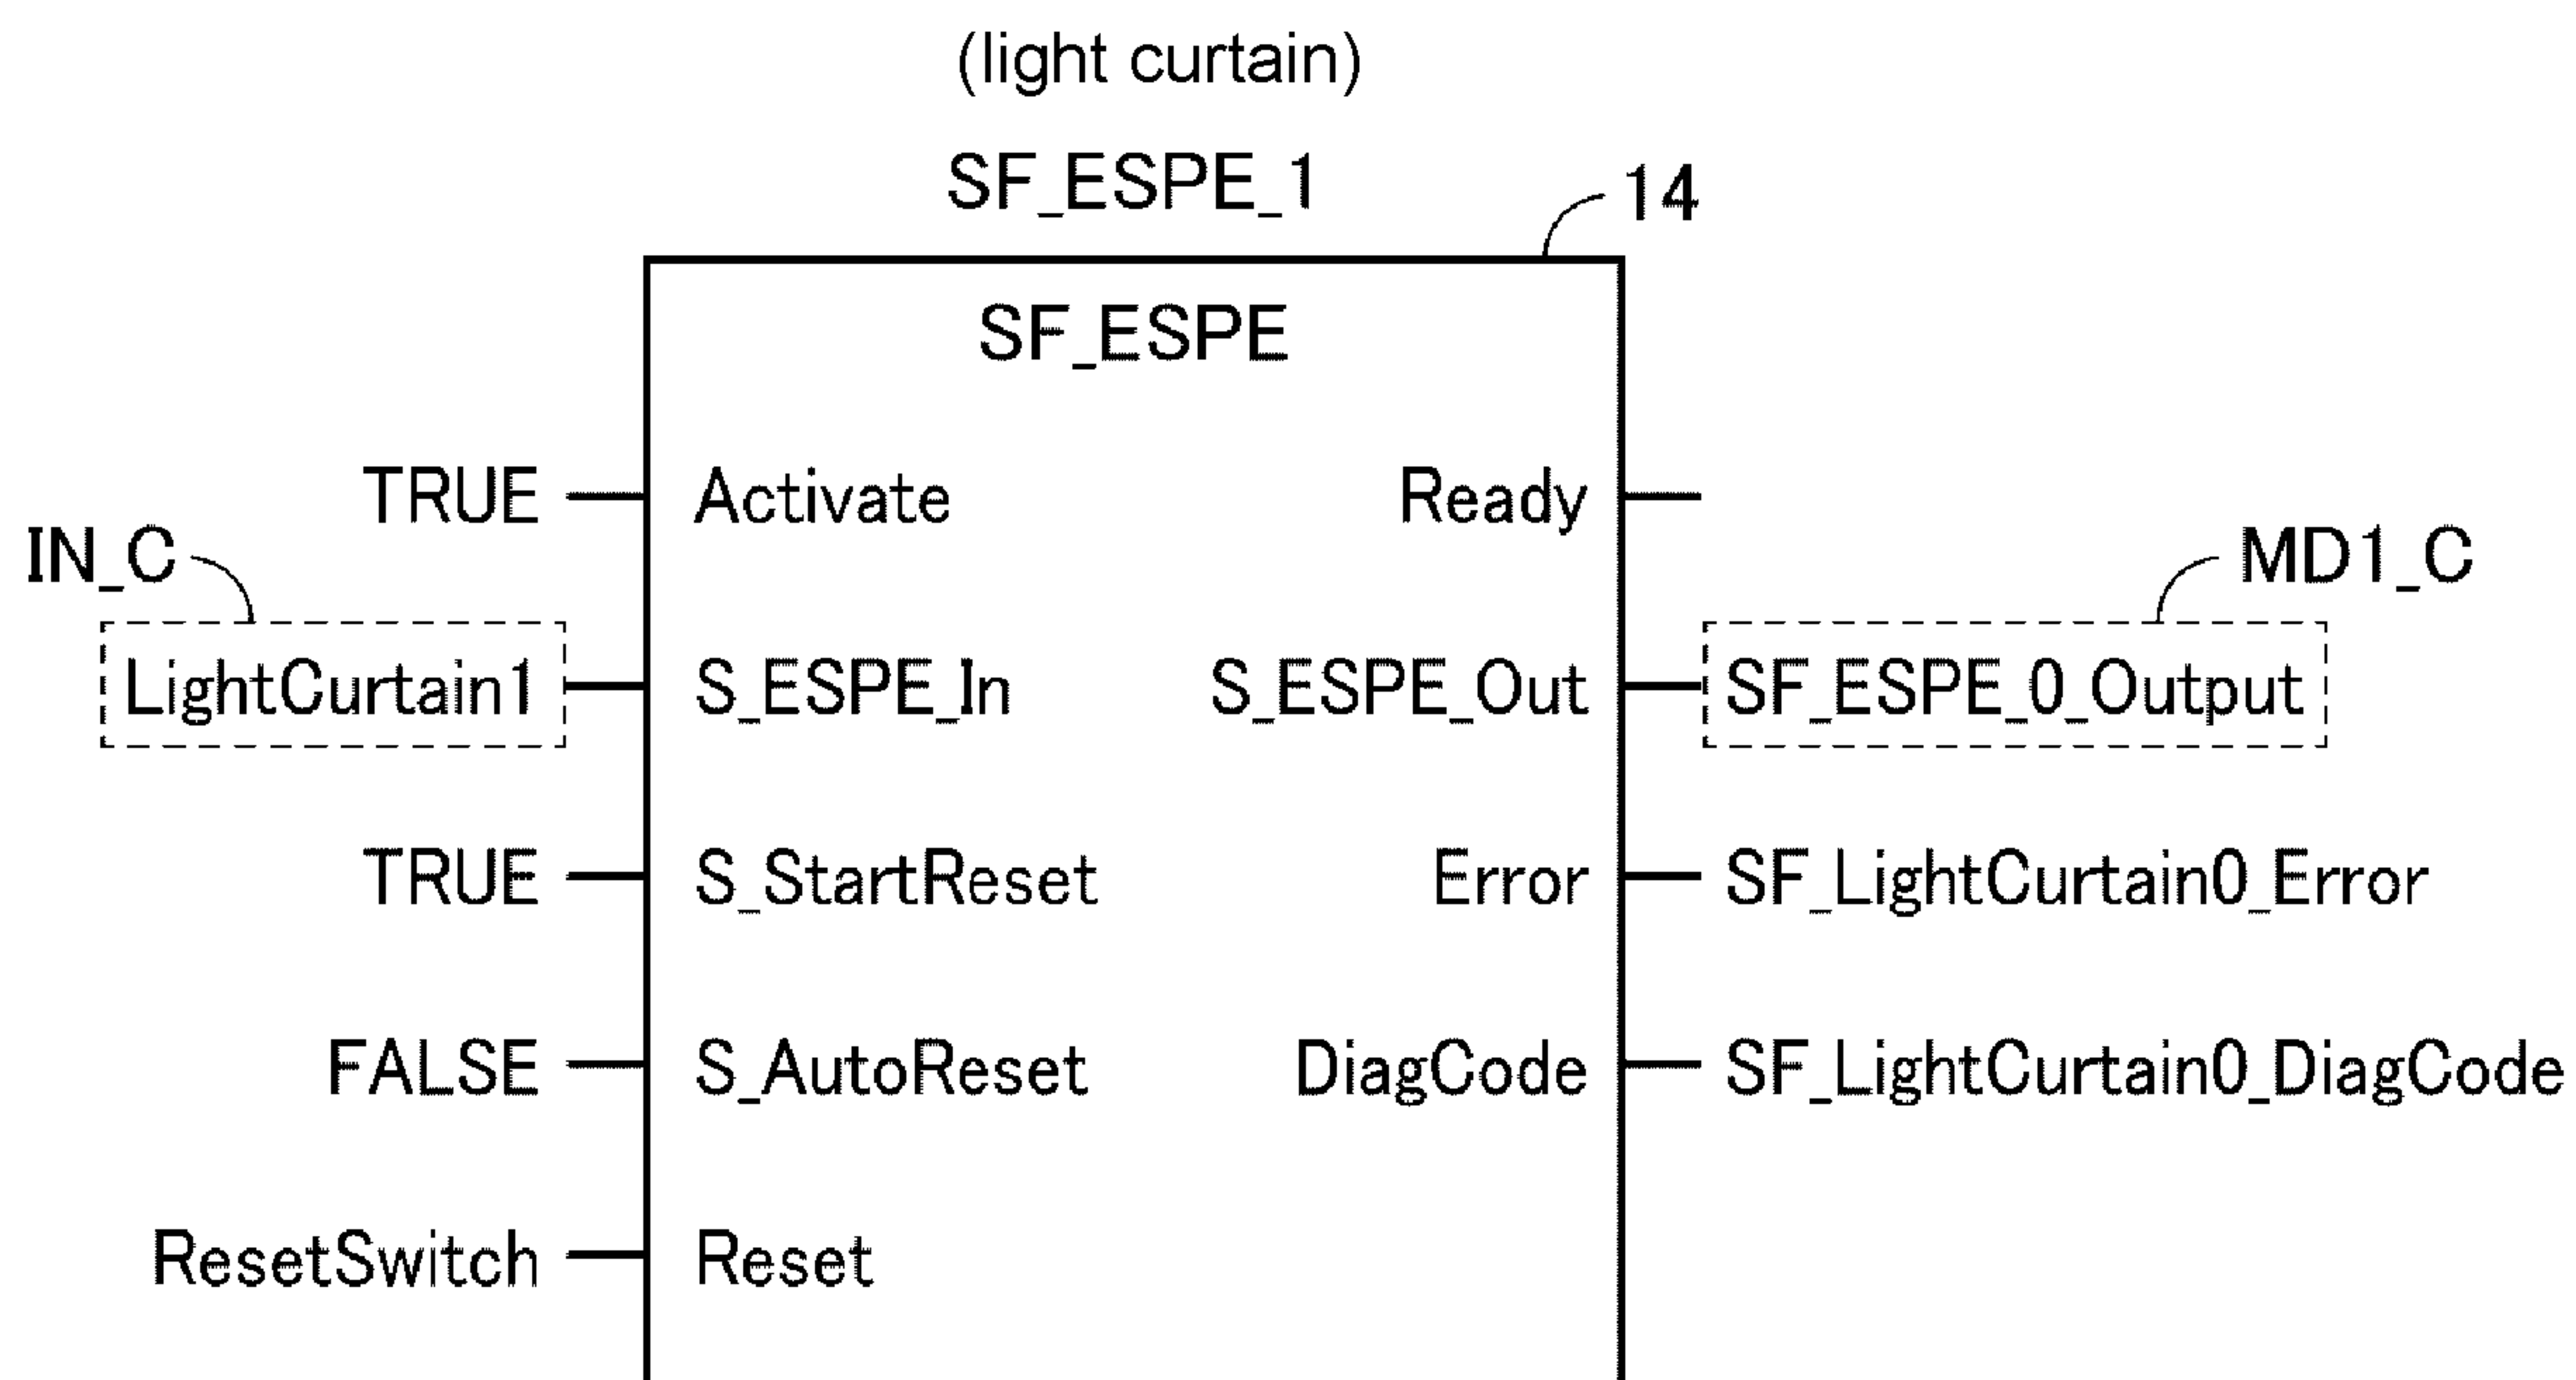 (light curtain)
SF_ESPE_1
14
SF_ESPE
TRUE Activate Ready
IN_C MD1_C
LightCurtain1 S_ESPE_In S_ESPE_Out SF_ESPE_0_Output
TRUE S_StartReset Error SF_LightCurtain0_Error
FALSE S_AutoReset DiagCode SF_LightCurtain0_DiagCode
ResetSwitch Reset